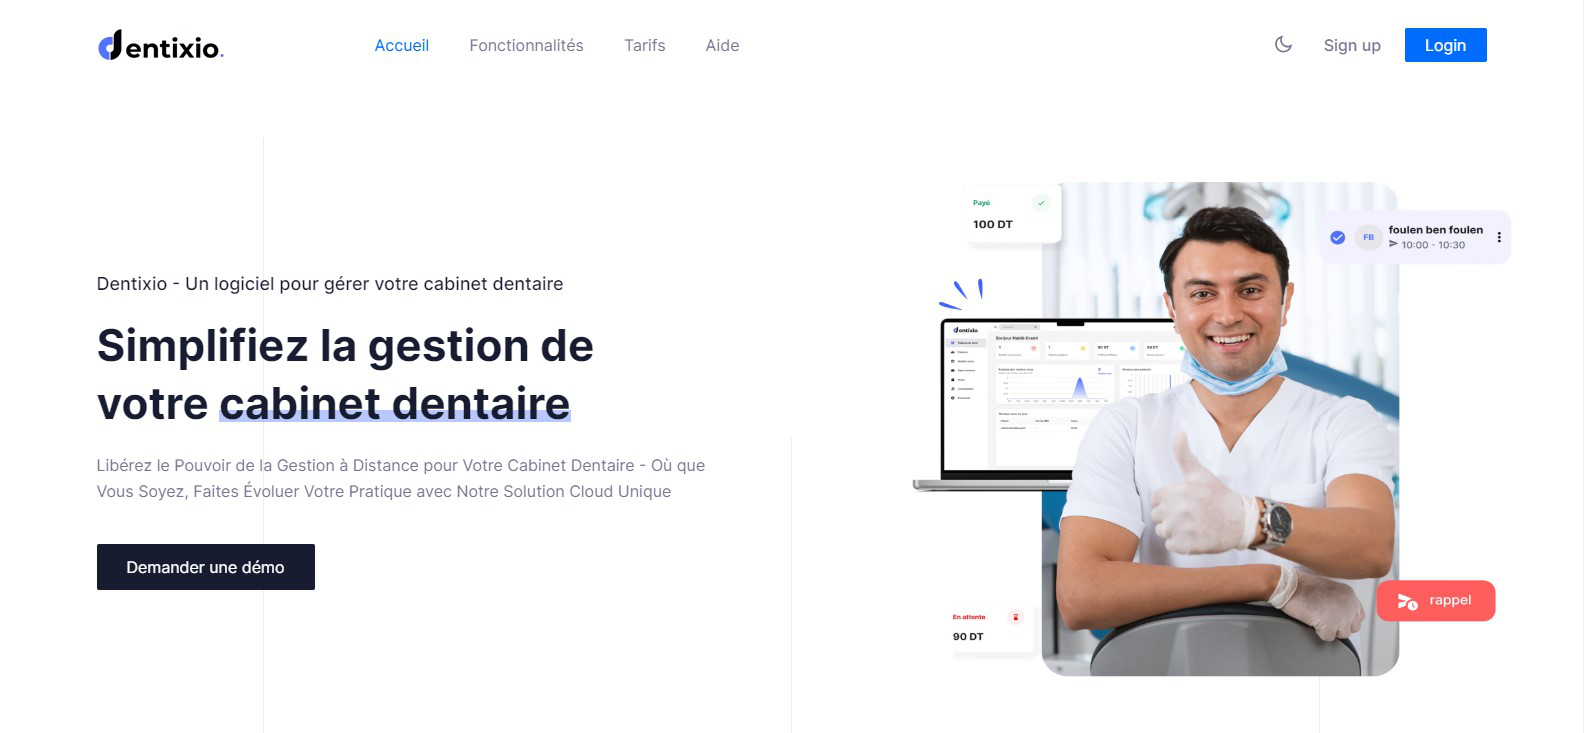 dentixio.
Accueil
Fonctionnalités
Tarifs
Aide
Sign up
Login
Dentixio - Un logiciel pour gérer votre cabinet dentaire
Simplifiez la gestion de
votre cabinet dentaire
Libérez le Pouvoir de la Gestion à Distance pour Votre Cabinet Dentaire - Où que
Vous Soyez, Faites Évoluer Votre Pratique avec Notre Solution Cloud Unique
Demander une démo
Payé
100 DT
FB
foulen ben foulen
10:00 - 10:30
dentixio
En attente
90 DT
rappel